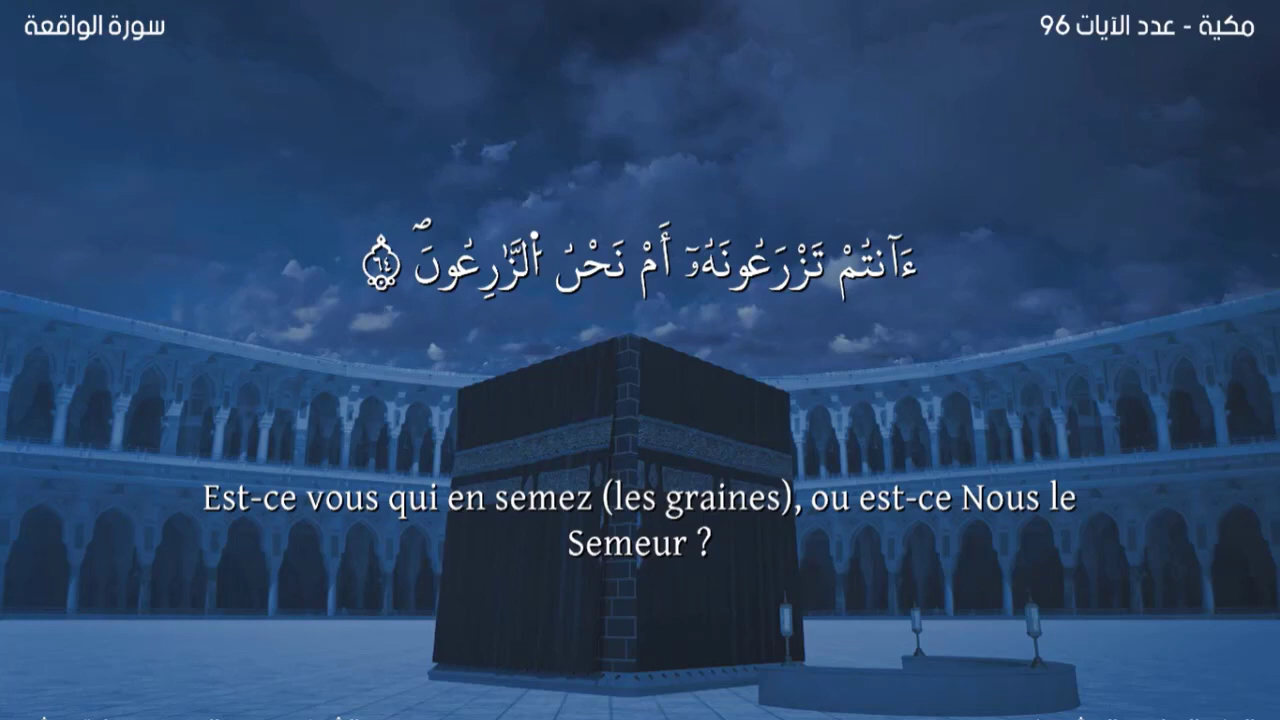 مكية - عدد الآيات 96
سورة الواقعة
ءَأَنتُمْ تَزْرَعُونَهُۥٓ أَمْ نَحْنُ ٱلزَّٰرِعُونَ ۝٦٤
Est-ce vous qui en semez (les graines), ou est-ce Nous le
Semeur ?